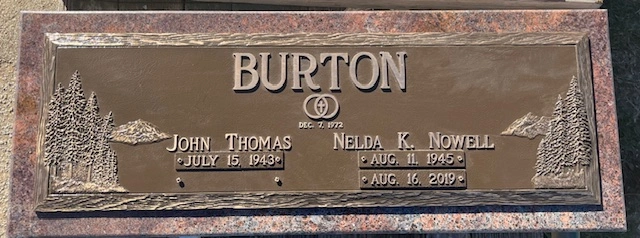 BURTON
DEC. 7, 1972
JOHN THOMAS
JULY 15, 1943
NELDA K. NOWELL
AUG. 11, 1945
AUG. 16, 2019